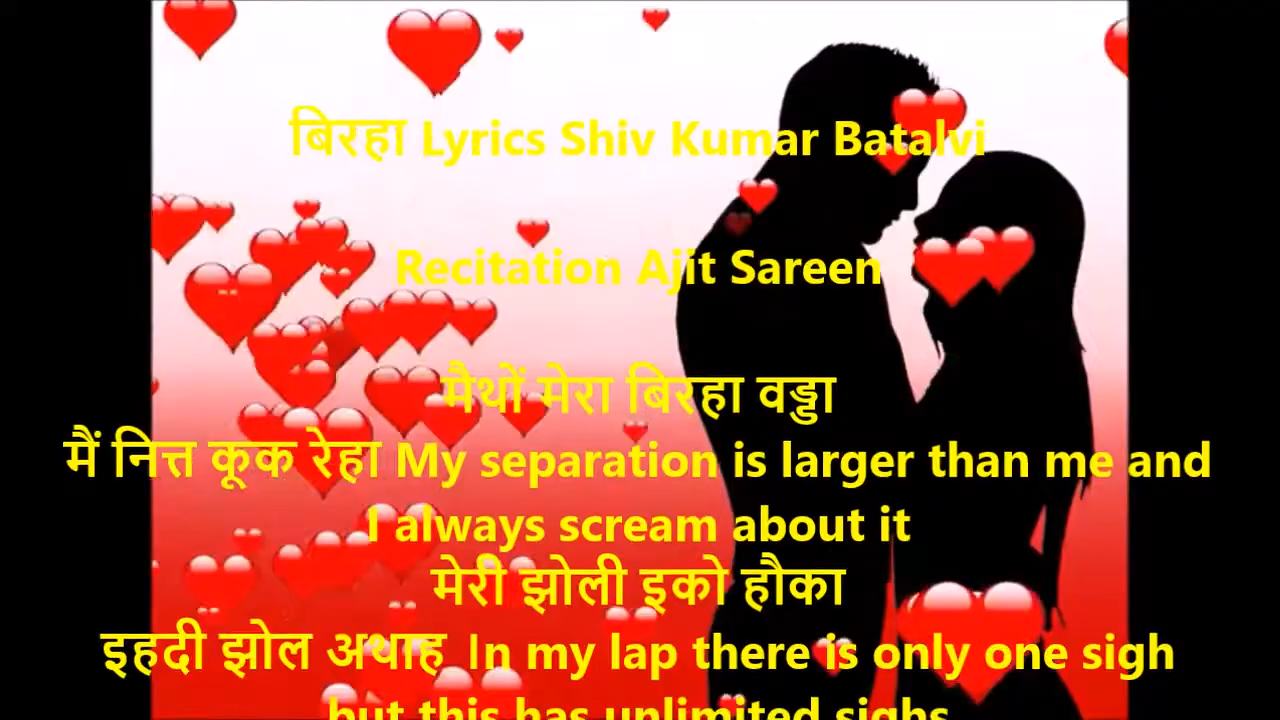 बिरहा Lyrics Shiv Kumar Batalvi
Recitation Ajit Sareen
मैथों मेरा बिरहा वड्डा
मैं नित्त कूक रेहा My separation is larger than me and
I always scream about it
मेरी झोली इको हौका
इहदी झोल अथाह In my lap there is only one sigh
but this has unlimited sighs